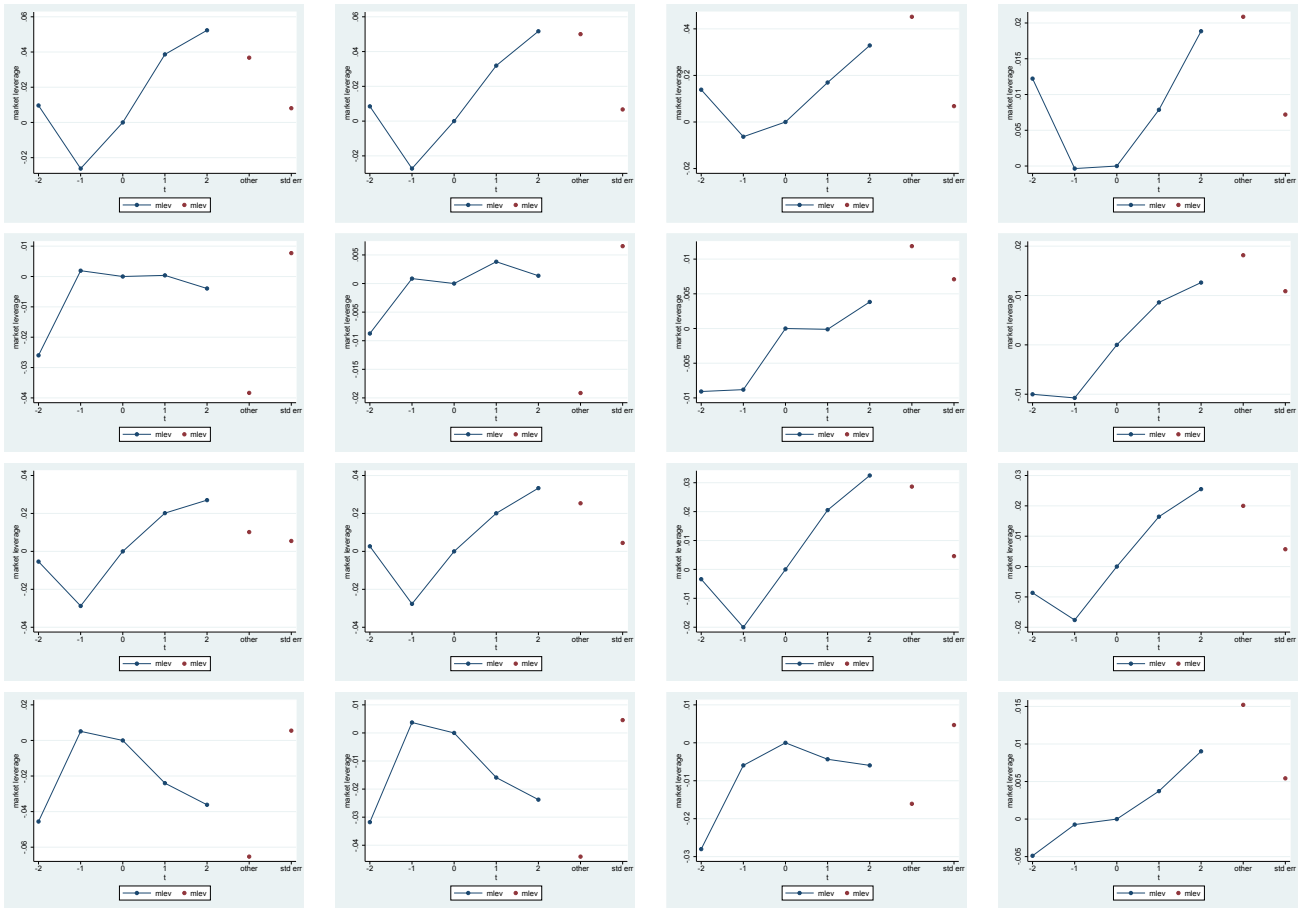 market leverage
-.02 0 .02 .04 .06
-2 -1 0 1 2 other std err
t
mlev mlev
market leverage
-.02 0 .02 .04 .06
-2 -1 0 1 2 other std err
t
mlev mlev
market leverage
-.02 0 .02 .04
-2 -1 0 1 2 other std err
t
mlev mlev
market leverage
0 .005 .01 .015 .02
-2 -1 0 1 2 other std err
t
mlev mlev
market leverage
-.04 -.03 -.02 -.01 0 .01
-2 -1 0 1 2 other std err
t
mlev mlev
market leverage
-.02 -.015 -.01 -.005 0 .005
-2 -1 0 1 2 other std err
t
mlev mlev
market leverage
-.01 -.005 0 .005 .01
-2 -1 0 1 2 other std err
t
mlev mlev
market leverage
-.01 0 .01 .02
-2 -1 0 1 2 other std err
t
mlev mlev
market leverage
-.04 -.02 0 .02 .04
-2 -1 0 1 2 other std err
t
mlev mlev
market leverage
-.04 -.02 0 .02 .04
-2 -1 0 1 2 other std err
t
mlev mlev
market leverage
-.02 -.01 0 .01 .02 .03
-2 -1 0 1 2 other std err
t
mlev mlev
market leverage
-.02 -.01 0 .01 .02 .03
-2 -1 0 1 2 other std err
t
mlev mlev
market leverage
-.06 -.04 -.02 0 .02
-2 -1 0 1 2 other std err
t
mlev mlev
market leverage
-.04 -.03 -.02 -.01 0 .01
-2 -1 0 1 2 other std err
t
mlev mlev
market leverage
-.03 -.02 -.01 0 .01
-2 -1 0 1 2 other std err
t
mlev mlev
market leverage
-.005 0 .005 .01 .015
-2 -1 0 1 2 other std err
t
mlev mlev